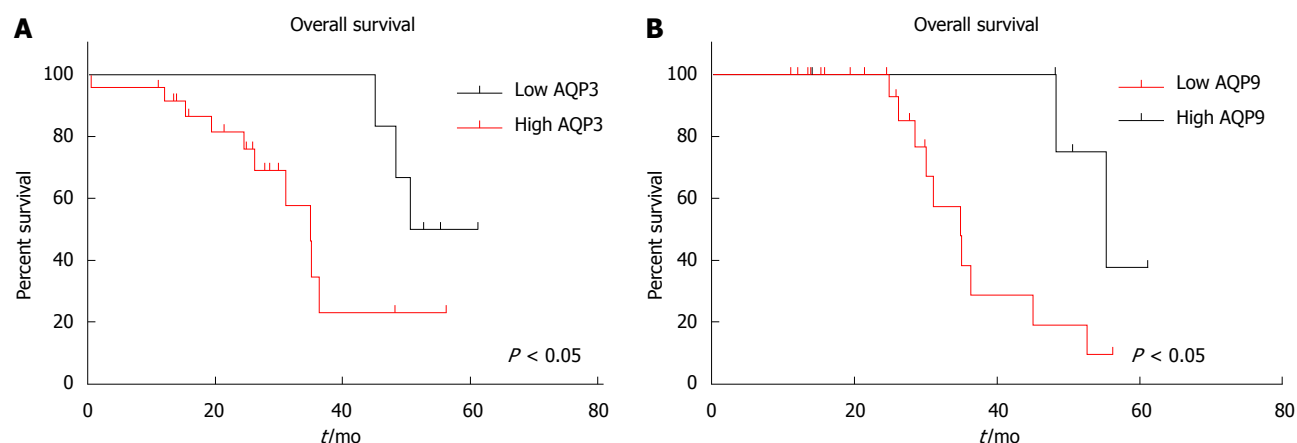 A
Overall survival
100
80
60
40
20
0
Percent survival
Low AQP3
High AQP3
P < 0.05
0 20 40 60 80
t/mo
B
Overall survival
100
80
60
40
20
0
Percent survival
Low AQP9
High AQP9
P < 0.05
0 20 40 60 80
t/mo